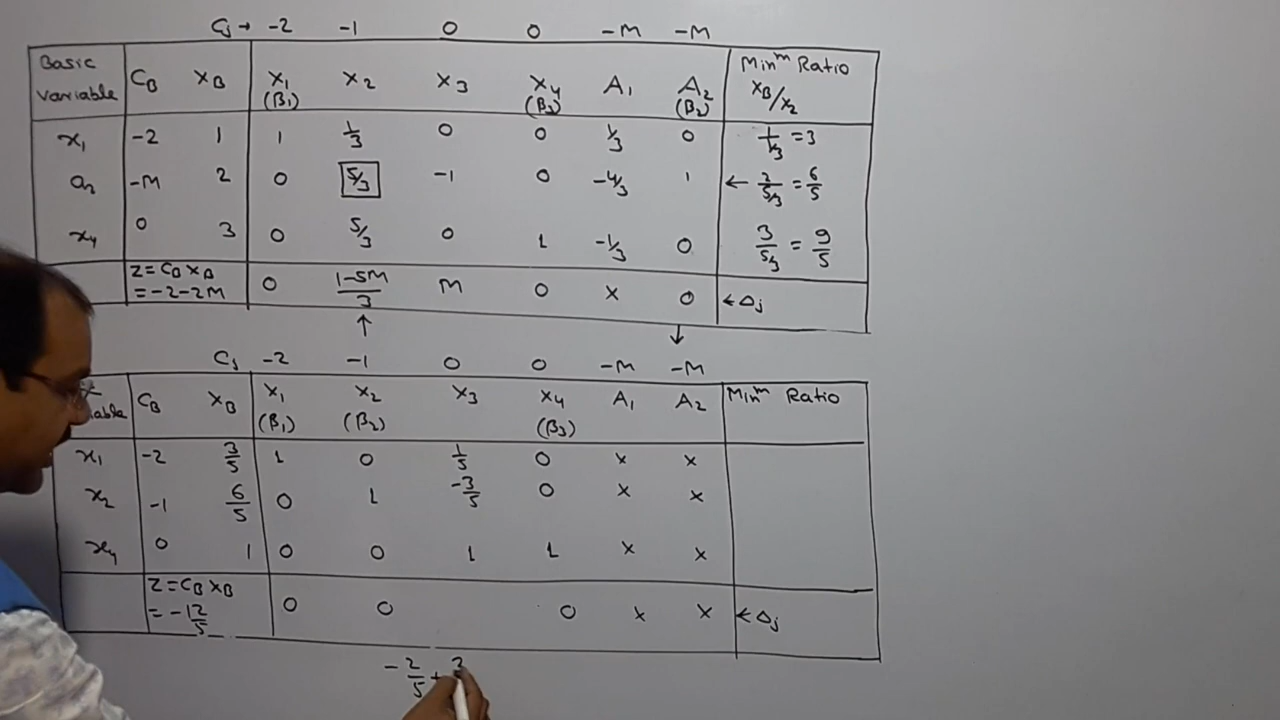 Cj → -2 -1 0 0 -M -M
Basic Variable CB XB X1 (β1) X2 X3 X4 (β3) A1 A2 (β2) Minᵐ Ratio XB/X2
x1 -2 1 1 1/3 0 0 1/3 0 1/⅓ = 3
a2 -M 2 0 5/3 -1 0 -4/3 1 ← 2/5/3 = 6/5
x4 0 3 0 5/3 0 1 -1/3 0 3/5/3 = 9/5
Z = CB XB = -2-2M 0 1-5M/3 M 0 × 0 ← Δj
↑ ↓
Cj -2 -1 0 0 -M -M
CB XB X1 (β1) X2 (β2) X3 X4 (β3) A1 A2 Minᵐ Ratio
x1 -2 3/5 1 0 1/5 0 × ×
x2 -1 6/5 0 1 -3/5 0 × ×
x4 0 1 0 0 1 1 × ×
Z = CB XB = -12/5 0 0 0 × × ← Δj
-2/5 + 3